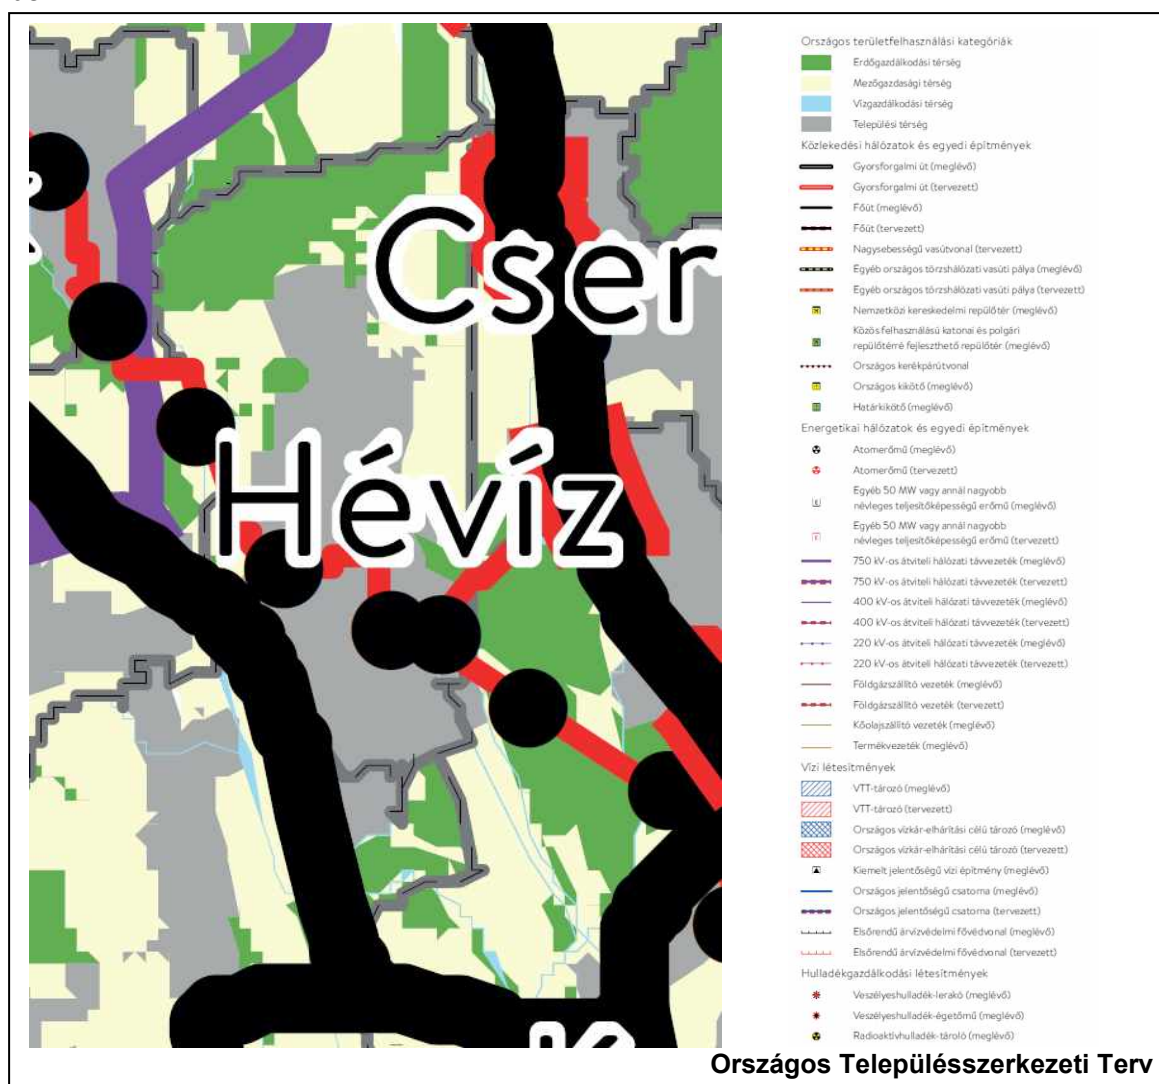 Cser
Hévíz
Országos területfelhasználási kategóriák
Erdőgazdálkodási térség
Mezőgazdasági térség
Vízgazdálkodási térség
Települési térség
Közlekedési hálózatok és egyedi építmények
Gyorsforgalmi út (meglévő)
Gyorsforgalmi út (tervezett)
Főút (meglévő)
Főút (tervezett)
Nagysebességű vasútvonal (tervezett)
Egyéb országos törzshálózati vasúti pálya (meglévő)
Egyéb országos törzshálózati vasúti pálya (tervezett)
Nemzetközi kereskedelmi repülőtér (meglévő)
Közös felhasználású katonai és polgári
repülőtérré fejleszthető repülőtér (meglévő)
Országos kerékpárútvonal
Országos kikötő (meglévő)
Határkikötő (meglévő)
Energetikai hálózatok és egyedi építmények
Atomerőmű (meglévő)
Atomerőmű (tervezett)
Egyéb 50 MW vagy annál nagyobb
névleges teljesítőképességű erőmű (meglévő)
Egyéb 50 MW vagy annál nagyobb
névleges teljesítőképességű erőmű (tervezett)
750 kV-os átviteli hálózati távvezeték (meglévő)
750 kV-os átviteli hálózati távvezeték (tervezett)
400 kV-os átviteli hálózati távvezeték (meglévő)
400 kV-os átviteli hálózati távvezeték (tervezett)
220 kV-os átviteli hálózati távvezeték (meglévő)
220 kV-os átviteli hálózati távvezeték (tervezett)
Földgázszállító vezeték (meglévő)
Földgázszállító vezeték (tervezett)
Kőolajszállító vezeték (meglévő)
Termékvezeték (meglévő)
Vízi létesítmények
VTT-tározó (meglévő)
VTT-tározó (tervezett)
Országos vízkár-elhárítási célú tározó (meglévő)
Országos vízkár-elhárítási célú tározó (tervezett)
Kiemelt jelentőségű vízi építmény (meglévő)
Országos jelentőségű csatorna (meglévő)
Országos jelentőségű csatorna (tervezett)
Elsőrendű árvízvédelmi fővédvonal (meglévő)
Elsőrendű árvízvédelmi fővédvonal (tervezett)
Hulladékgazdálkodási létesítmények
Veszélyeshulladék-lerakó (meglévő)
Veszélyeshulladék-égetőmű (meglévő)
Radioaktívhulladék-tároló (meglévő)
Országos Településszerkezeti Terv